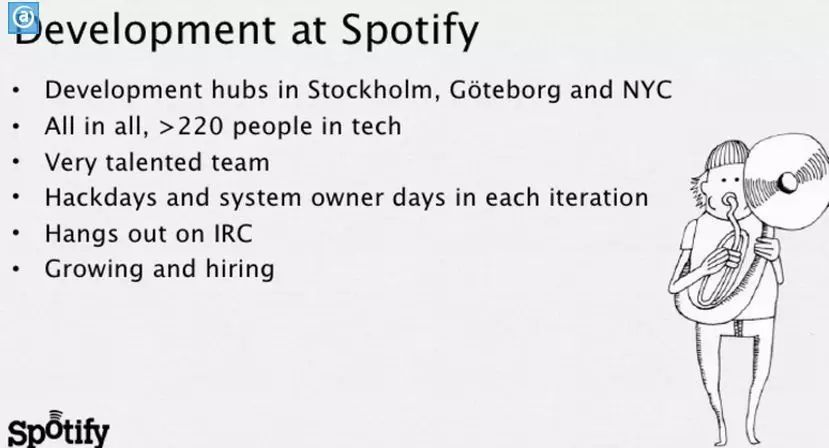 Development at Spotify
• Development hubs in Stockholm, Göteborg and NYC
• All in all, >220 people in tech
• Very talented team
• Hackdays and system owner days in each iteration
• Hangs out on IRC
• Growing and hiring
Spotify